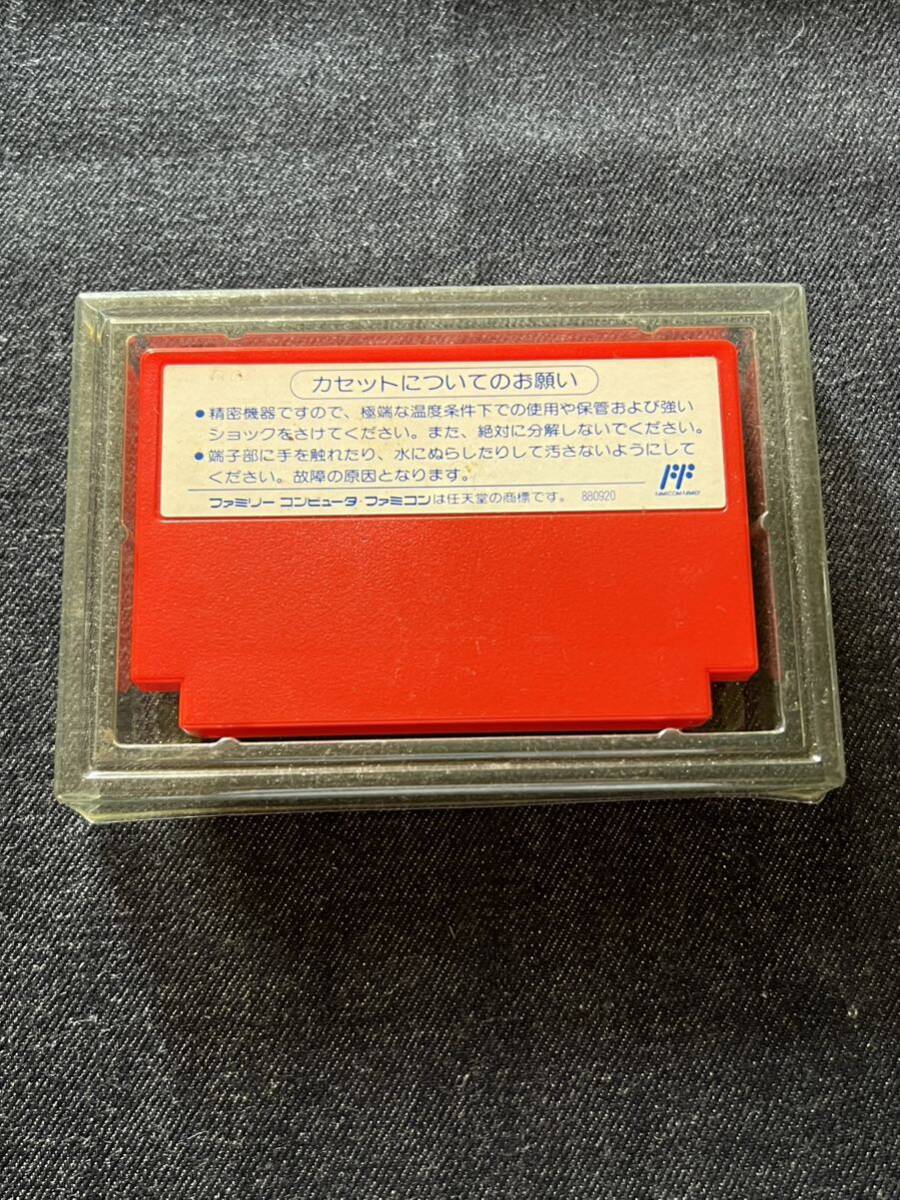 カセットについてのお願い
●精密機器ですので、極端な温度条件下での使用や保管および強い
ショックをさけてください。また、絶対に分解しないでください。
●端子部に手を触れたり、水にぬらしたりして汚さないようにして
ください。故障の原因となります。
FF
FAMICOM FAMILY
ファミリーコンピュータ・ファミコンは任天堂の商標です。 880920